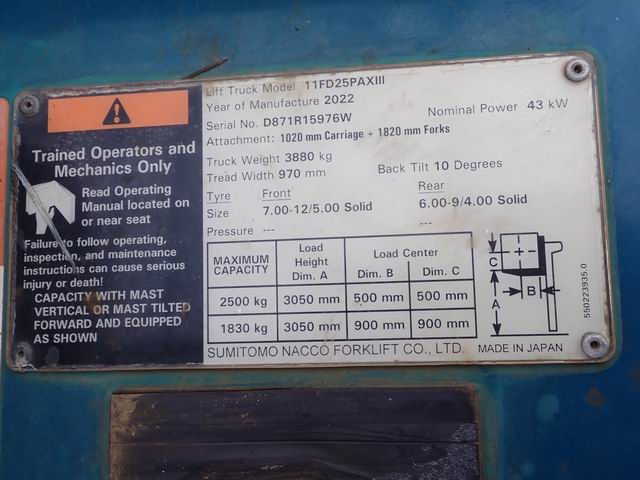 Lift Truck Model 11FD25PAXIII
Year of Manufacture 2022
Serial No. D871R15976W
Nominal Power 43 kW
Attachment: 1020 mm Carriage + 1820 mm Forks
Truck Weight 3880 kg
Tread Width 970 mm
Back Tilt 10 Degrees
Tyre Front Rear
Size 7.00-12/5.00 Solid 6.00-9/4.00 Solid
Pressure --- ---
MAXIMUM CAPACITY Load Height Dim. A Load Center Dim. B Dim. C
2500 kg 3050 mm 500 mm 500 mm
1830 kg 3050 mm 900 mm 900 mm
C
B
A
550223935.0
SUMITOMO NACCO FORKLIFT CO., LTD. MADE IN JAPAN
Trained Operators and
Mechanics Only
Read Operating
Manual located on
or near seat
Failure to follow operating,
inspection, and maintenance
instructions can cause serious
injury or death!
CAPACITY WITH MAST
VERTICAL OR MAST TILTED
FORWARD AND EQUIPPED
AS SHOWN